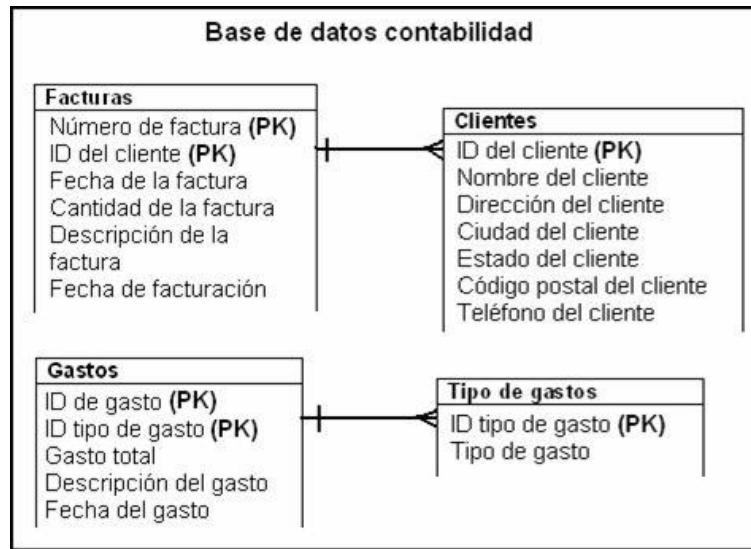 Base de datos contabilidad
Facturas
Número de factura (PK)
ID del cliente (PK)
Fecha de la factura
Cantidad de la factura
Descripción de la
factura
Fecha de facturación
Clientes
ID del cliente (PK)
Nombre del cliente
Dirección del cliente
Ciudad del cliente
Estado del cliente
Código postal del cliente
Teléfono del cliente
Gastos
ID de gasto (PK)
ID tipo de gasto (PK)
Gasto total
Descripción del gasto
Fecha del gasto
Tipo de gastos
ID tipo de gasto (PK)
Tipo de gasto